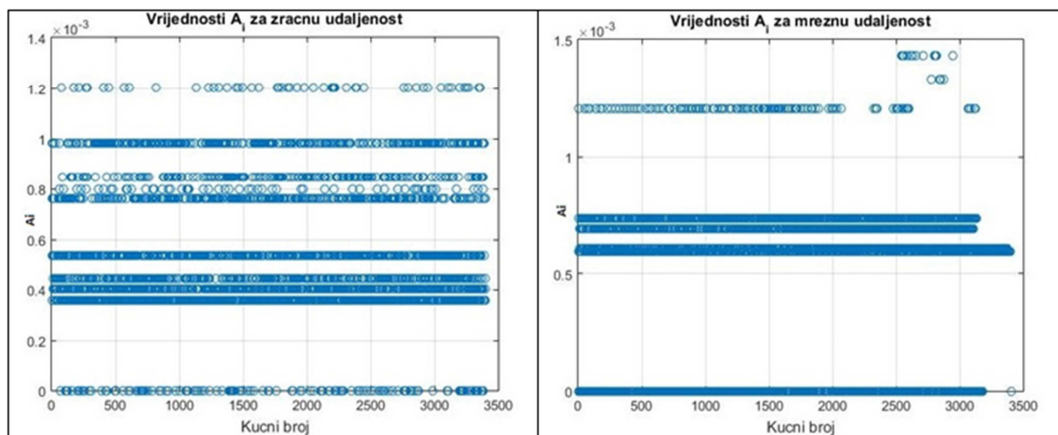 Vrijednosti A_i za zracnu udaljenost
×10^-3
1.4
1.2
1
0.8
0.6
0.4
0.2
0
Ai
0 500 1000 1500 2000 2500 3000 3500
Kucni broj
Vrijednosti A_i za mreznu udaljenost
×10^-3
1.5
1
0.5
0
Ai
0 500 1000 1500 2000 2500 3000 3500
Kucni broj